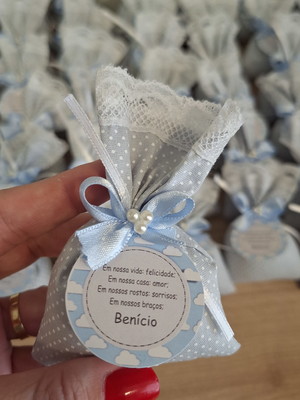 Em nossa vida: felicidade;
Em nossa casa: amor;
Em nossos rostos: sorrisos;
Em nossos braços:
Benício